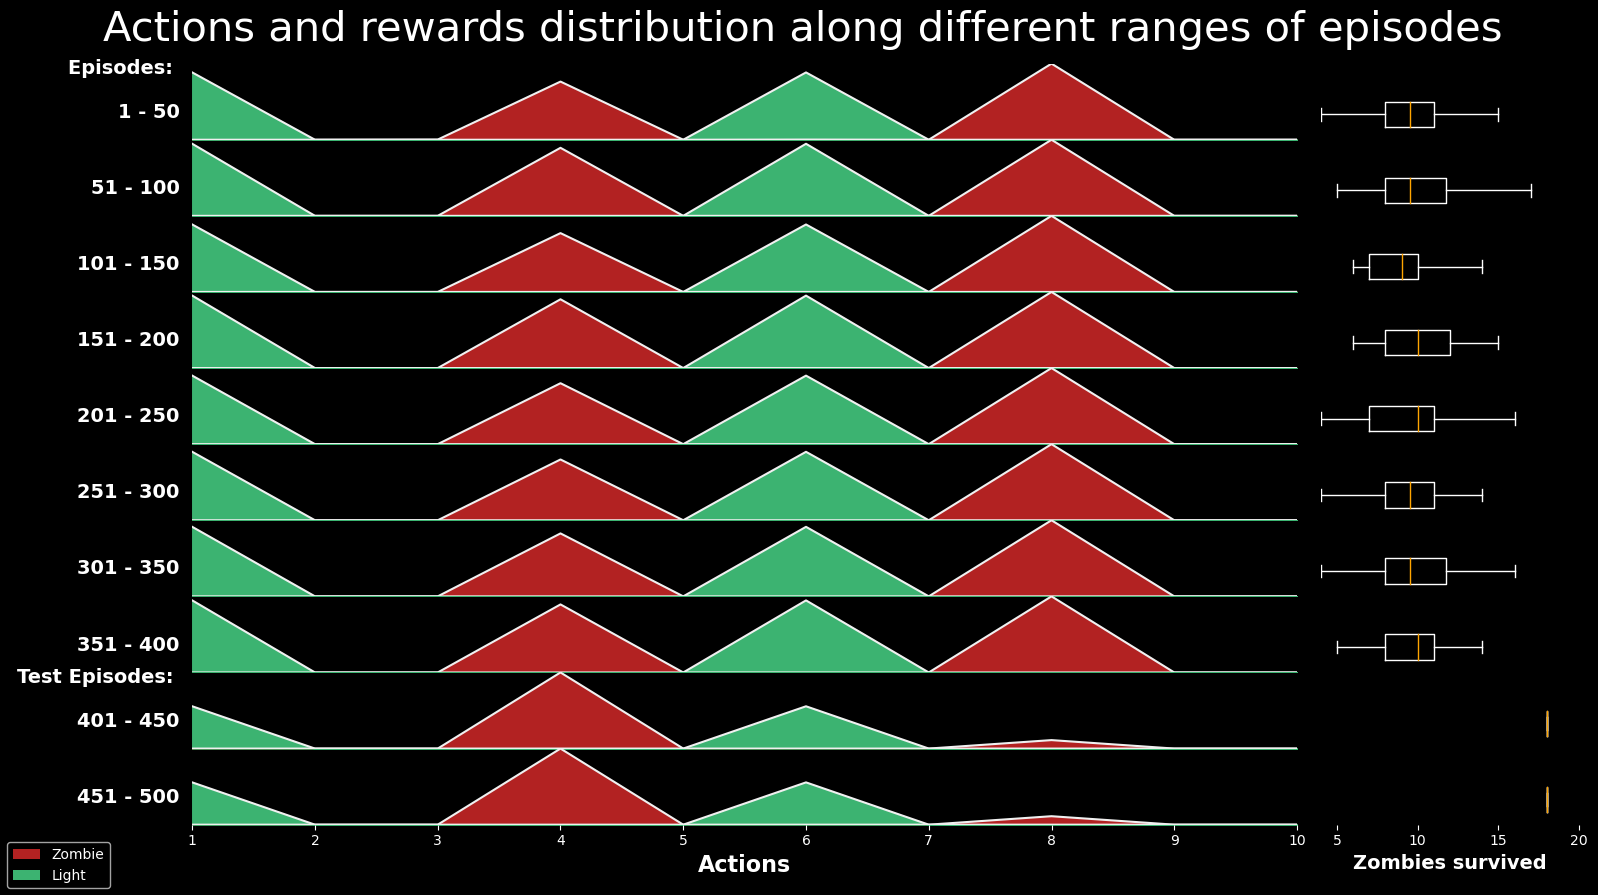 Actions and rewards distribution along different ranges of episodes
Episodes:
1 - 50
51 - 100
101 - 150
151 - 200
201 - 250
251 - 300
301 - 350
351 - 400
Test Episodes:
401 - 450
451 - 500
1 2 3 4 5 6 7 8 9 10
5 10 15 20
Actions
Zombies survived
Zombie
Light